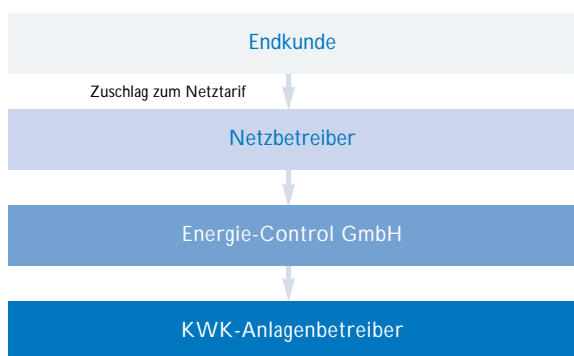 Endkunde
Zuschlag zum Netztarif
Netzbetreiber
Energie-Control GmbH
KWK-Anlagenbetreiber